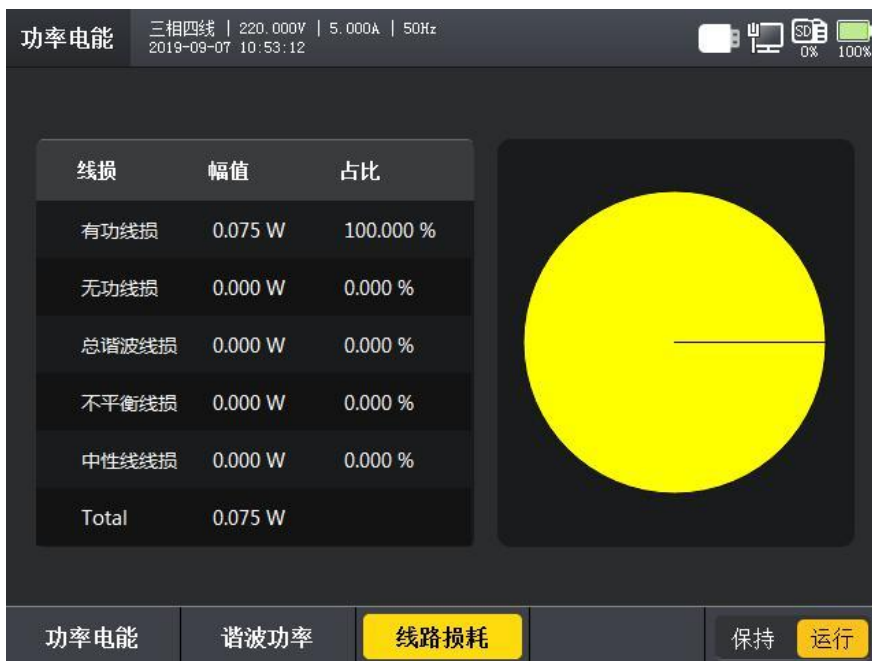 功率电能
三相四线 | 220.000V | 5.000A | 50Hz
2019-09-07 10:53:12
SD
0%
100%
线损 幅值 占比
有功线损 0.075 W 100.000 %
无功线损 0.000 W 0.000 %
总谐波线损 0.000 W 0.000 %
不平衡线损 0.000 W 0.000 %
中性线线损 0.000 W 0.000 %
Total 0.075 W
功率电能 谐波功率 线路损耗 保持 运行